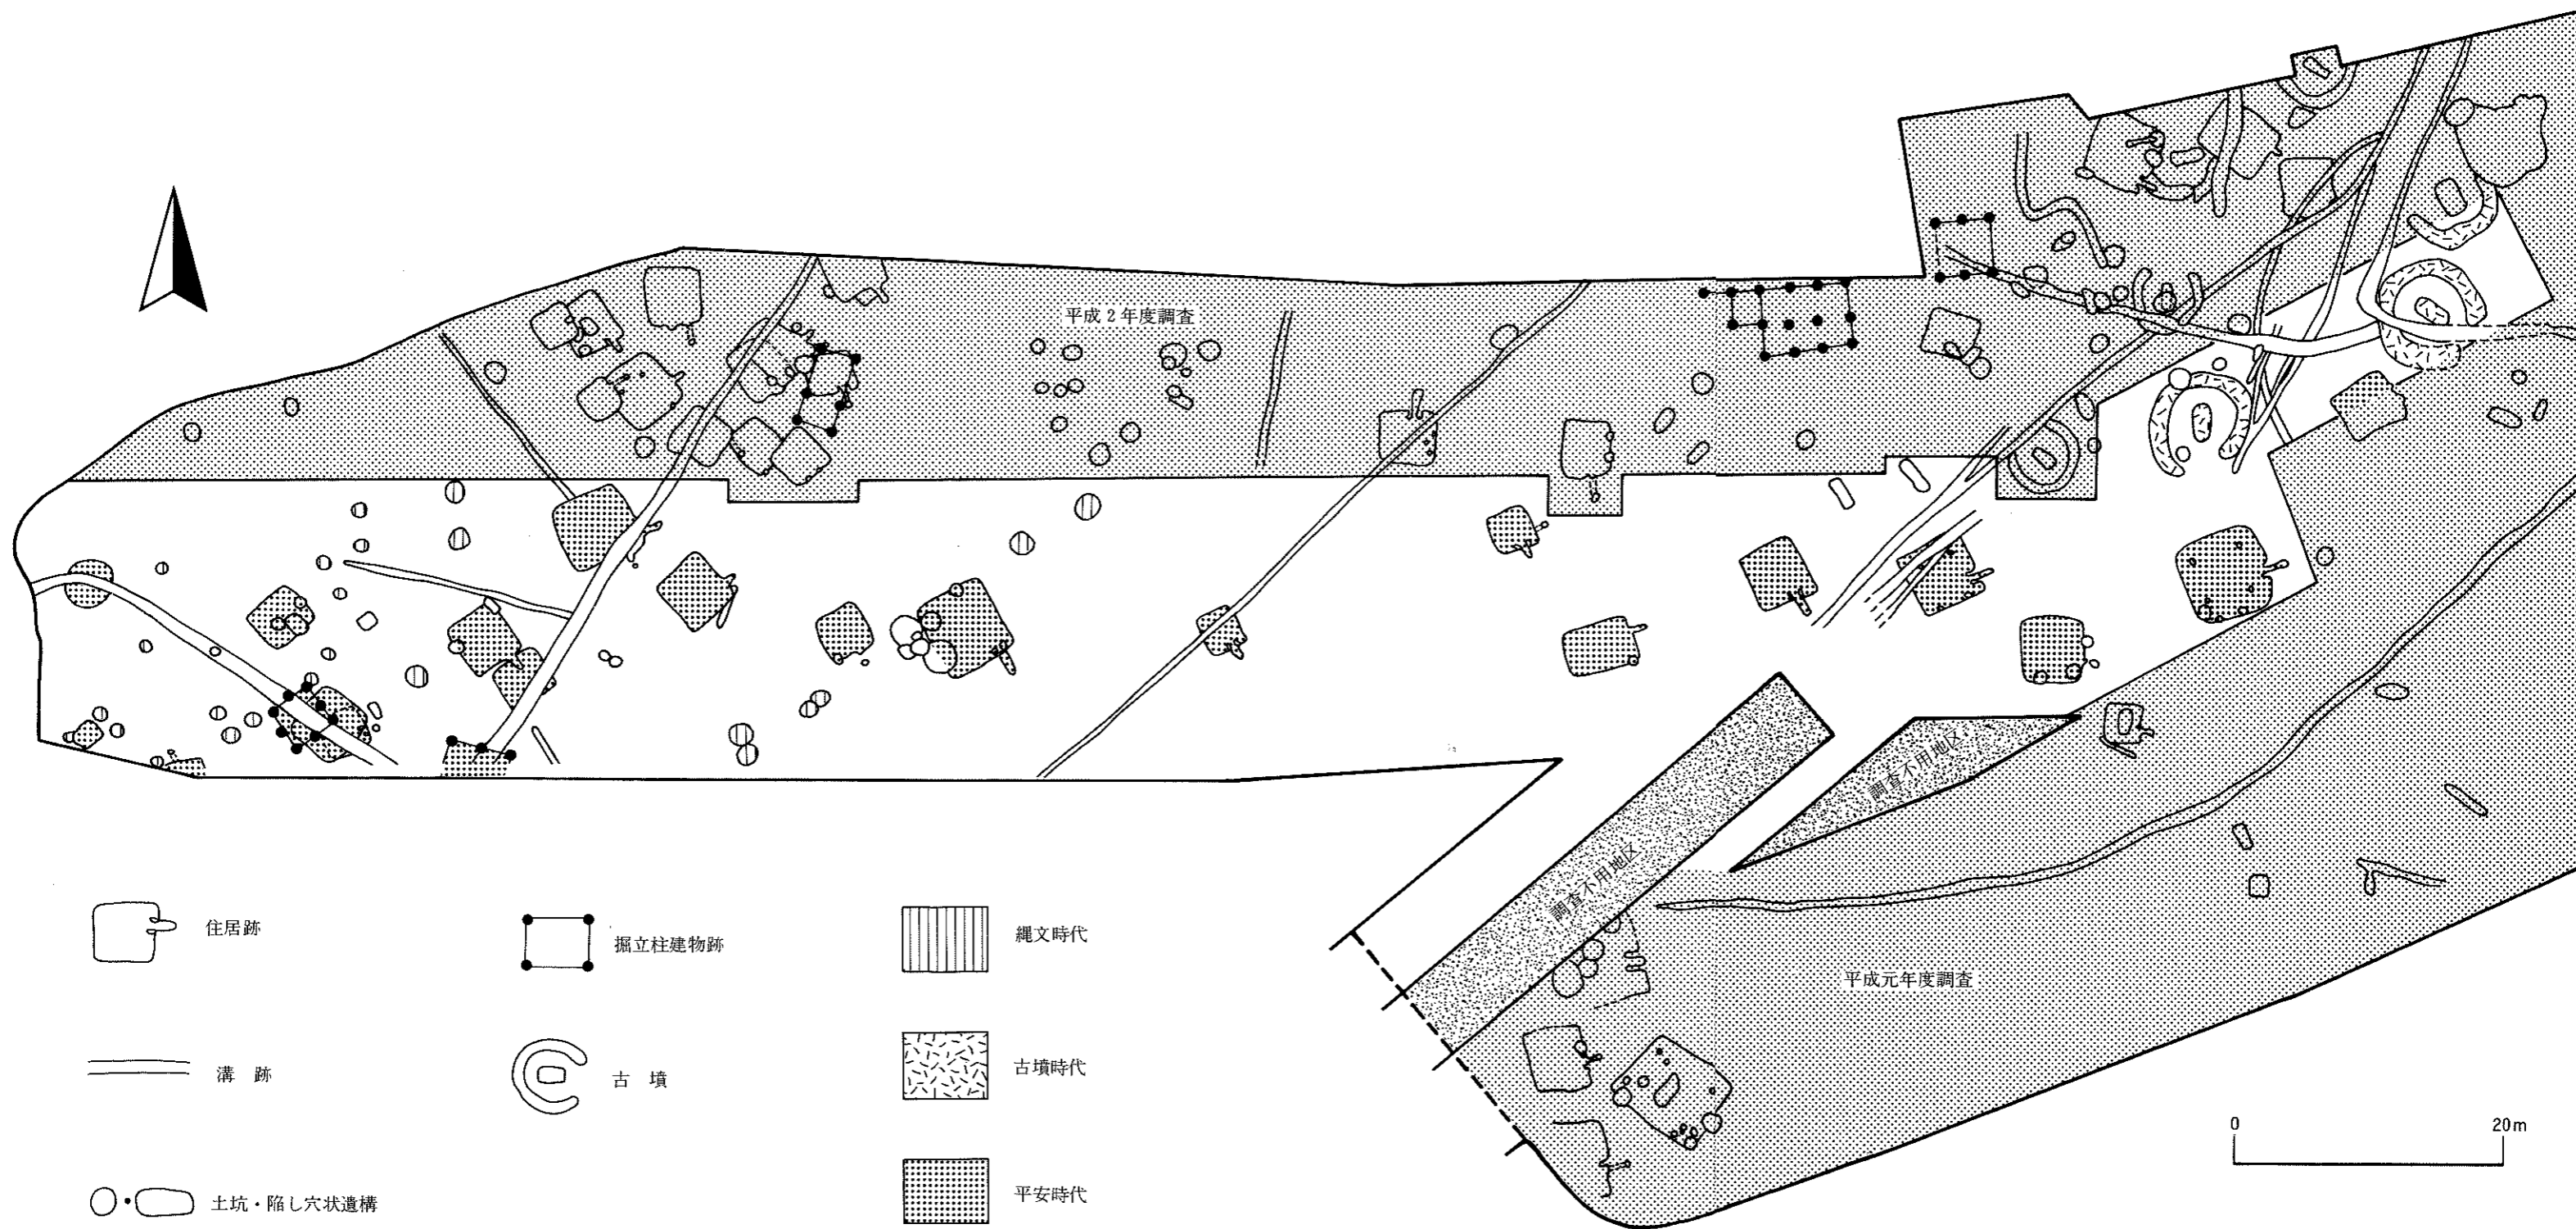 平成2年度調査
調査不用地区
調査不用地区
平成元年度調査
住居跡
掘立柱建物跡
縄文時代
溝 跡
古 墳
古墳時代
土坑・陥し穴状遺構
平安時代
0 20m